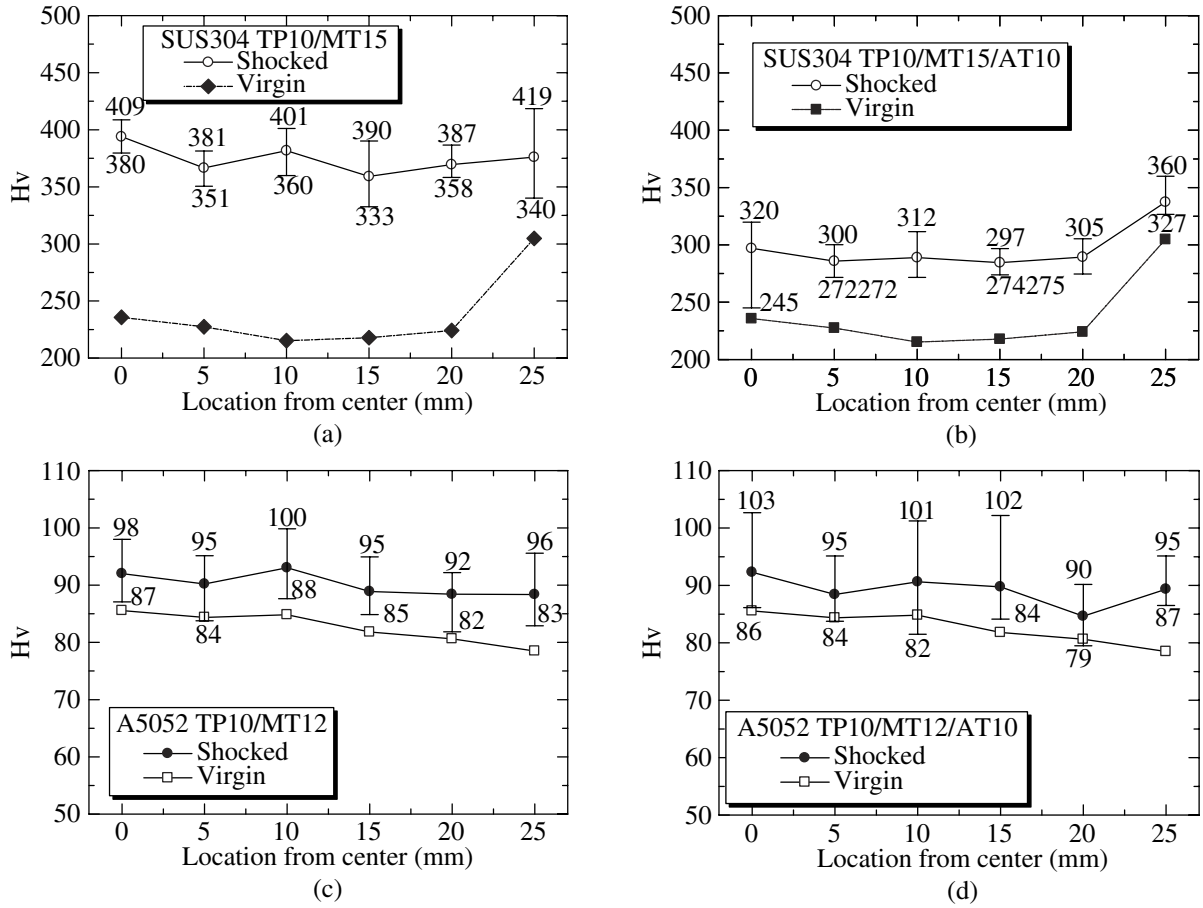 500
450
400
350
300
250
200
Hv
SUS304 TP10/MT15
Shocked
Virgin
409
380
381
351
401
360
390
333
387
358
419
340
0 5 10 15 20 25
Location from center (mm)
(a)
500
450
400
350
300
250
200
Hv
SUS304 TP10/MT15/AT10
Shocked
Virgin
320
245
300
272
312
272
297
274
305
275
360
327
0 5 10 15 20 25
Location from center (mm)
(b)
110
100
90
80
70
60
50
Hv
98
87
95
84
100
88
95
85
92
82
96
83
A5052 TP10/MT12
Shocked
Virgin
0 5 10 15 20 25
Location from center (mm)
(c)
110
100
90
80
70
60
50
Hv
103
86
95
84
101
82
102
84
90
79
95
87
A5052 TP10/MT12/AT10
Shocked
Virgin
0 5 10 15 20 25
Location from center (mm)
(d)